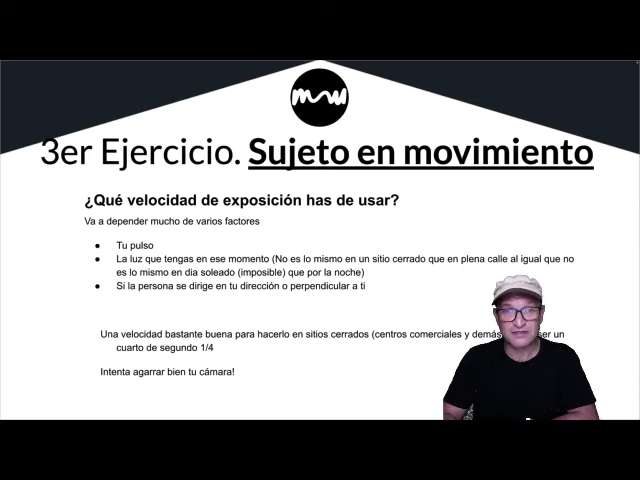 msw
3er Ejercicio. Sujeto en movimiento
¿Qué velocidad de exposición has de usar?
Va a depender mucho de varios factores
● Tu pulso
● La luz que tengas en ese momento (No es lo mismo en un sitio cerrado que en plena calle al igual que no
es lo mismo en dia soleado (imposible) que por la noche)
● Si la persona se dirige en tu dirección o perpendicular a ti
Una velocidad bastante buena para hacerlo en sitios cerrados (centros comerciales y demás ser un
cuarto de segundo 1/4
Intenta agarrar bien tu cámara!